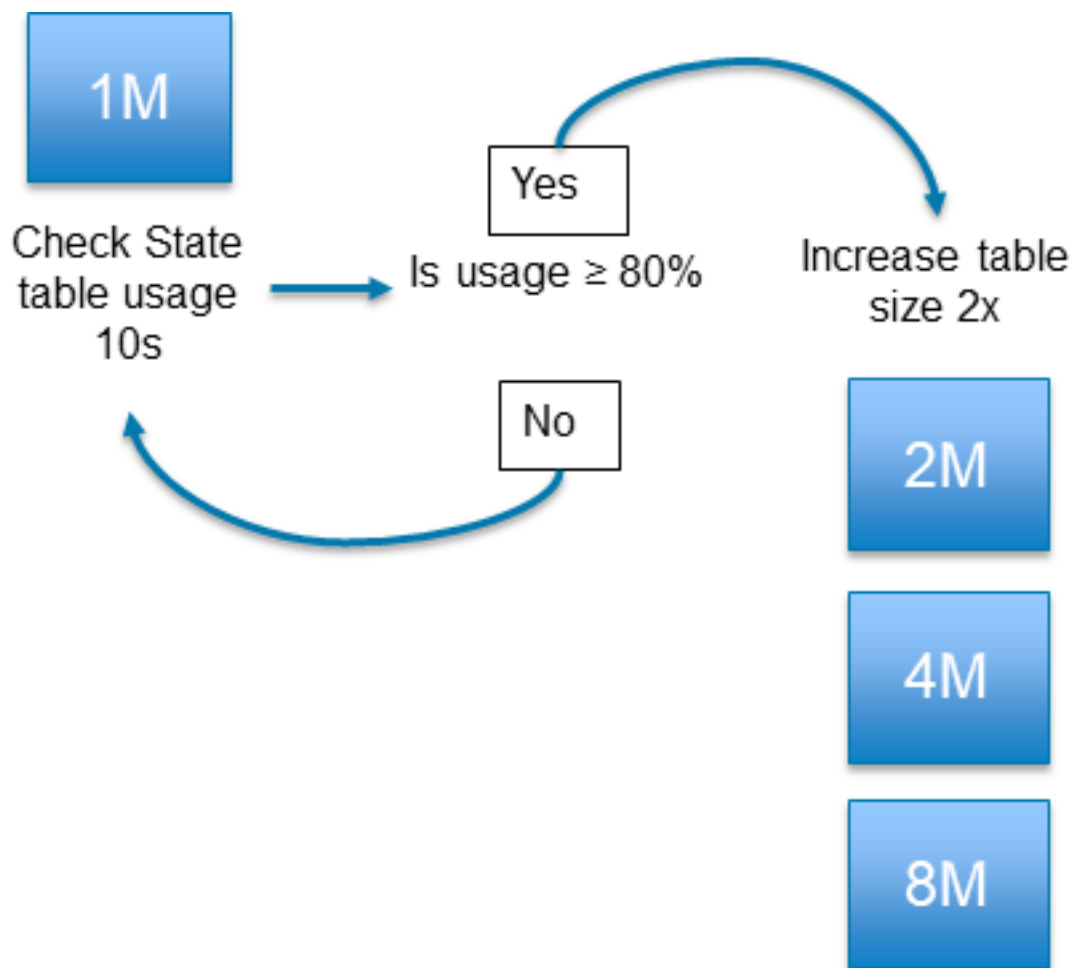 1M
Check State
table usage
10s
Yes
Is usage ≥ 80%
No
Increase table
size 2x
2M
4M
8M